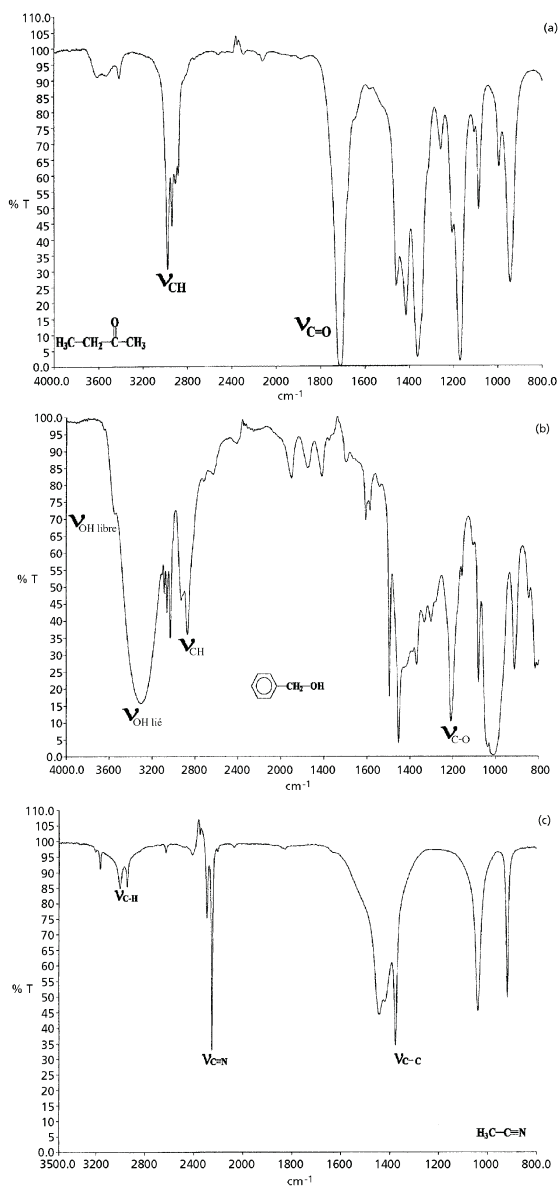 (a)
110.0
105
100
95
90
85
80
75
70
65
60
55
50
45
40
35
30
25
20
15
10
5
0.0
% T
νCH
νC=O
O
H₃C–CH₂–C–CH₃
4000.0 3600 3200 2800 2400 2000 1800 1600 1400 1200 1000 800.0
cm⁻¹
(b)
100.0
95
90
85
80
75
70
65
60
55
50
45
40
35
30
25
20
15
10
5
0.0
% T
νOH libre
νCH
νOH lié
CH₂–OH
νC–O
4000.0 3600 3200 2800 2400 2000 1800 1600 1400 1200 1000 800
cm⁻¹
(c)
110.0
105
100
95
90
85
80
75
70
65
60
55
50
45
40
35
30
25
20
15
10
5
0.0
% T
νC-H
νC≡N
νC–C
H₃C–C≡N
3500.0 3200 2800 2400 2000 1800 1600 1400 1200 1000 800.0
cm⁻¹